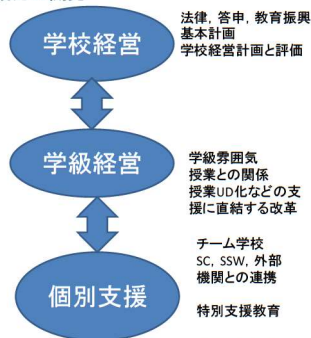 学校経営
法律，答申，教育振興
基本計画
学校経営計画と評価
学級経営
学級雰囲気
授業との関係
授業UD化などの支
援に直結する改革
チーム学校
SC，SSW，外部
機関との連携
個別支援
特別支援教育